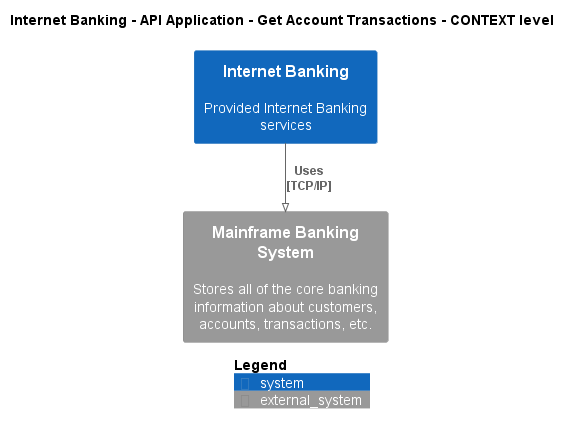 Internet Banking - API Application - Get Account Transactions - CONTEXT level
Internet Banking
Provided Internet Banking
services
Uses
[TCP/IP]
Mainframe Banking
System
Stores all of the core banking
information about customers,
accounts, transactions, etc.
Legend
system
external_system